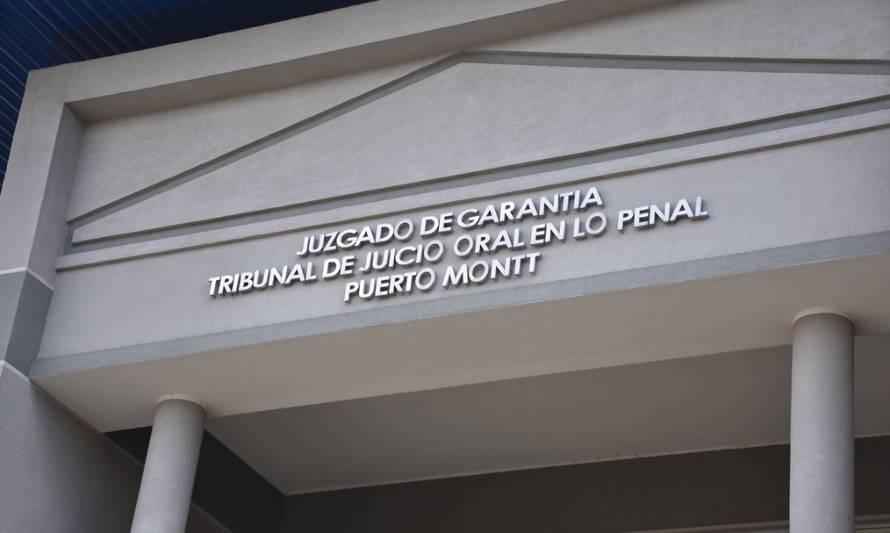 JUZGADO DE GARANTIA
TRIBUNAL DE JUICIO ORAL EN LO PENAL
PUERTO MONTT